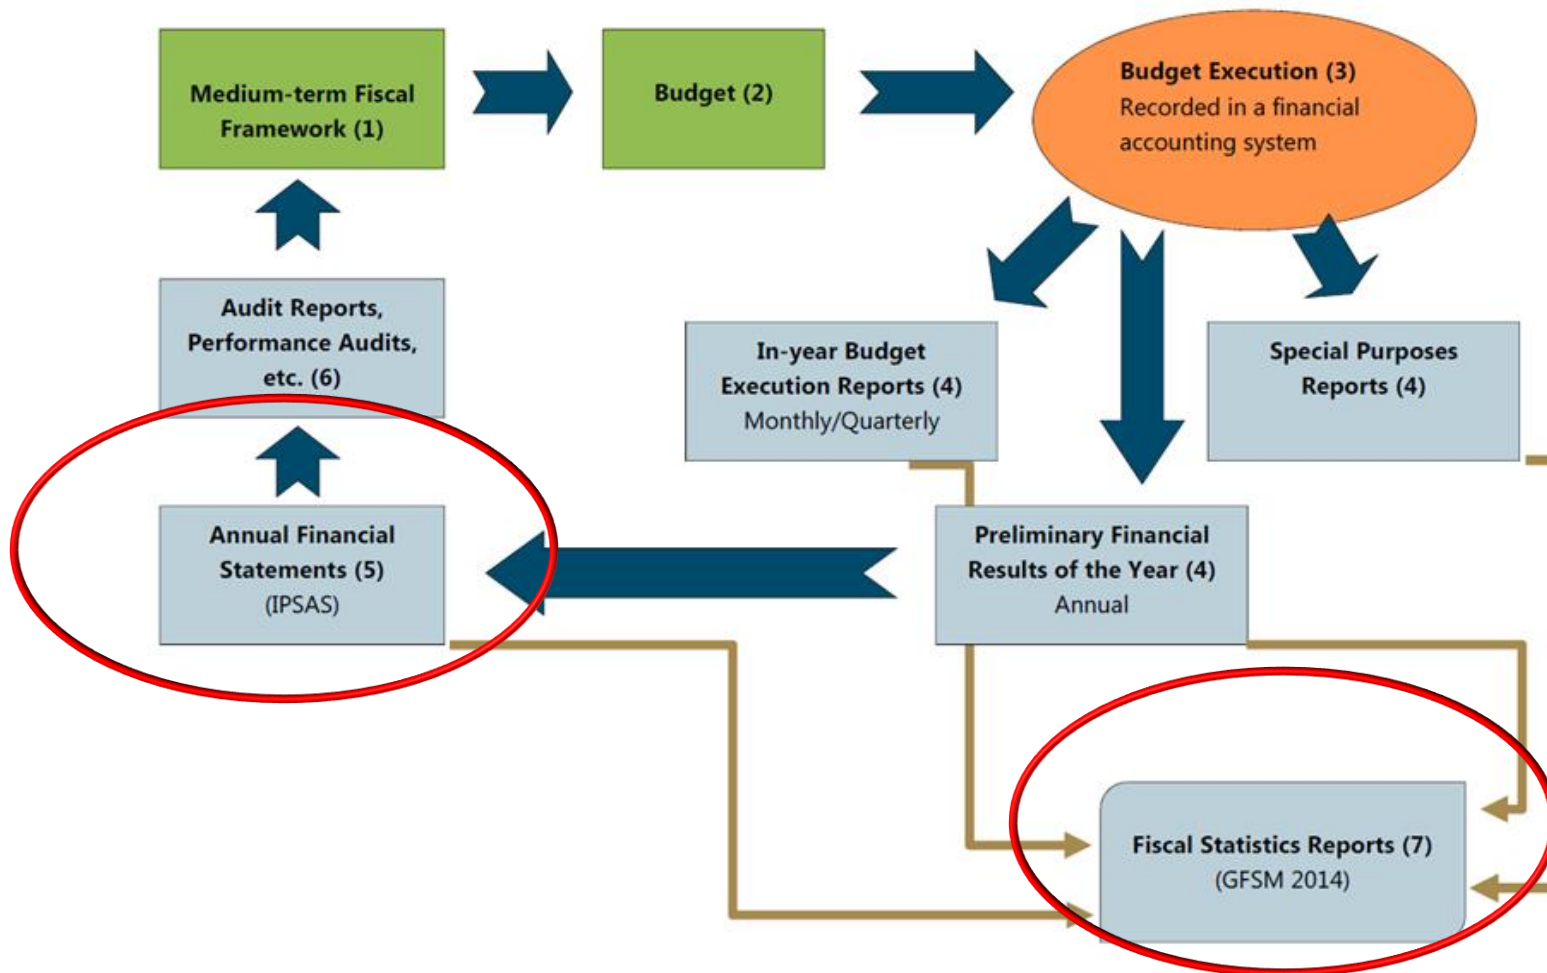 Medium-term Fiscal
Framework (1)
Budget (2)
Budget Execution (3)
Recorded in a financial
accounting system
Audit Reports,
Performance Audits,
etc. (6)
In-year Budget
Execution Reports (4)
Monthly/Quarterly
Special Purposes
Reports (4)
Annual Financial
Statements (5)
(IPSAS)
Preliminary Financial
Results of the Year (4)
Annual
Fiscal Statistics Reports (7)
(GFSM 2014)